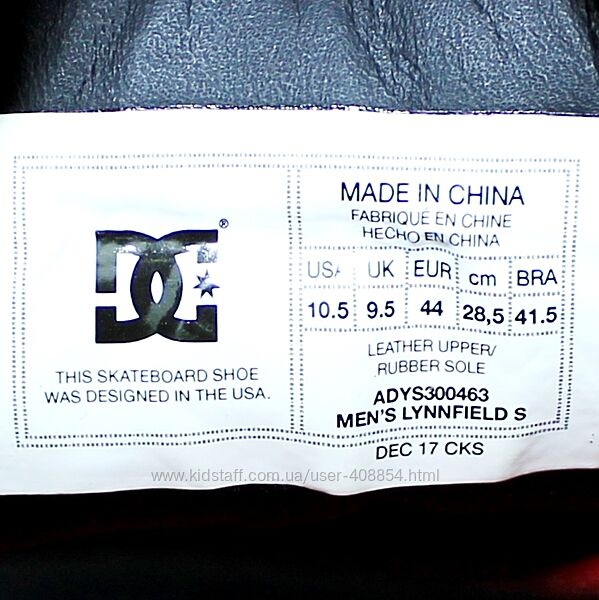 DC®
THIS SKATEBOARD SHOE
WAS DESIGNED IN THE USA.
MADE IN CHINA
FABRIQUÉ EN CHINE
HECHO EN CHINA
USA UK EUR cm BRA
10.5 9.5 44 28,5 41.5
LEATHER UPPER/
RUBBER SOLE
ADYS300463
MEN'S LYNNFIELD S
DEC 17 CKS
www.kidstaff.com.ua/user-408854.html